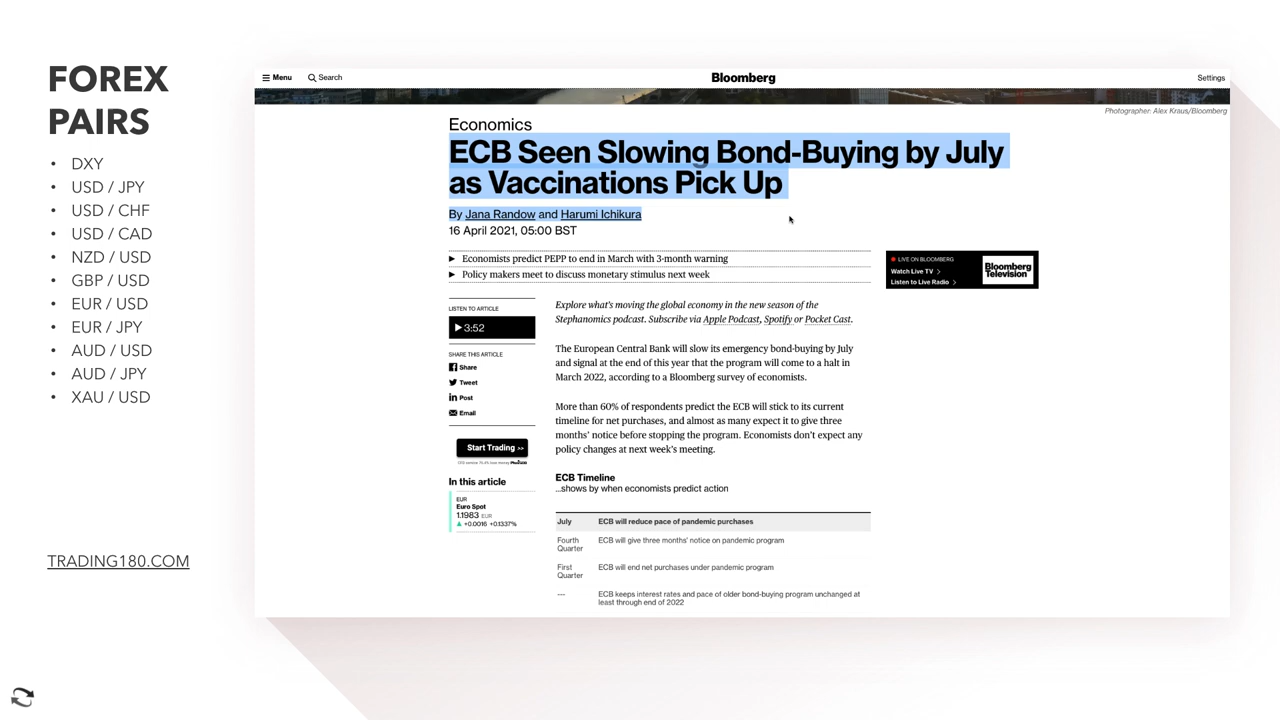 FOREX
PAIRS
• DXY
• USD / JPY
• USD / CHF
• USD / CAD
• NZD / USD
• GBP / USD
• EUR / USD
• EUR / JPY
• AUD / USD
• AUD / JPY
• XAU / USD
TRADING180.COM
Menu
Search
Bloomberg
Settings
Photographer: Alex Kraus/Bloomberg
Economics
ECB Seen Slowing Bond-Buying by July
as Vaccinations Pick Up
By Jana Randow and Harumi Ichikura
16 April 2021, 05:00 BST
Economists predict PEPP to end in March with 3-month warning
Policy makers meet to discuss monetary stimulus next week
LIVE ON BLOOMBERG
Watch Live TV >
Listen to Live Radio >
Bloomberg
Television
LISTEN TO ARTICLE
3:52
SHARE THIS ARTICLE
Share
Tweet
Post
Email
Start Trading >>
In this article
EUR
Euro Spot
1.1983 EUR
▲ +0.0016 +0.1337%
Explore what's moving the global economy in the new season of the
Stephanomics podcast. Subscribe via Apple Podcast, Spotify or Pocket Cast.
The European Central Bank will slow its emergency bond-buying by July
and signal at the end of this year that the program will come to a halt in
March 2022, according to a Bloomberg survey of economists.
More than 60% of respondents predict the ECB will stick to its current
timeline for net purchases, and almost as many expect it to give three
months' notice before stopping the program. Economists don't expect any
policy changes at next week's meeting.
ECB Timeline
...shows by when economists predict action
July ECB will reduce pace of pandemic purchases
Fourth ECB will give three months' notice on pandemic program
Quarter
First ECB will end net purchases under pandemic program
Quarter
--- ECB keeps interest rates and pace of older bond-buying program unchanged at
least through end of 2022